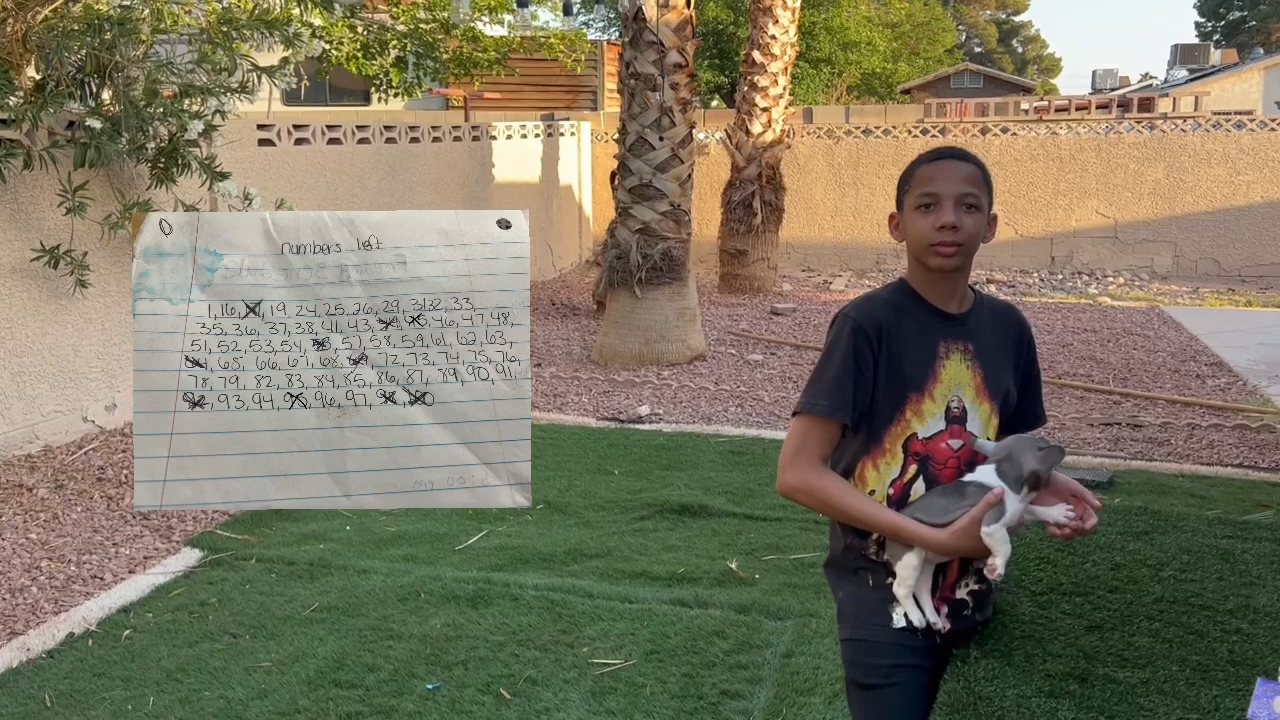 numbers left
1, 16, 19, 24, 25, 26, 29, 31 32, 33
35, 36, 37, 38, 41, 43, 46, 47, 48,
51, 52, 53, 54, 57, 58, 59, 61, 62, 63,
65, 66, 67, 68, 72, 73, 74, 75, 76,
78, 79, 82, 83, 84, 85, 86, 87, 89, 90, 91,
93, 94, 96, 97,